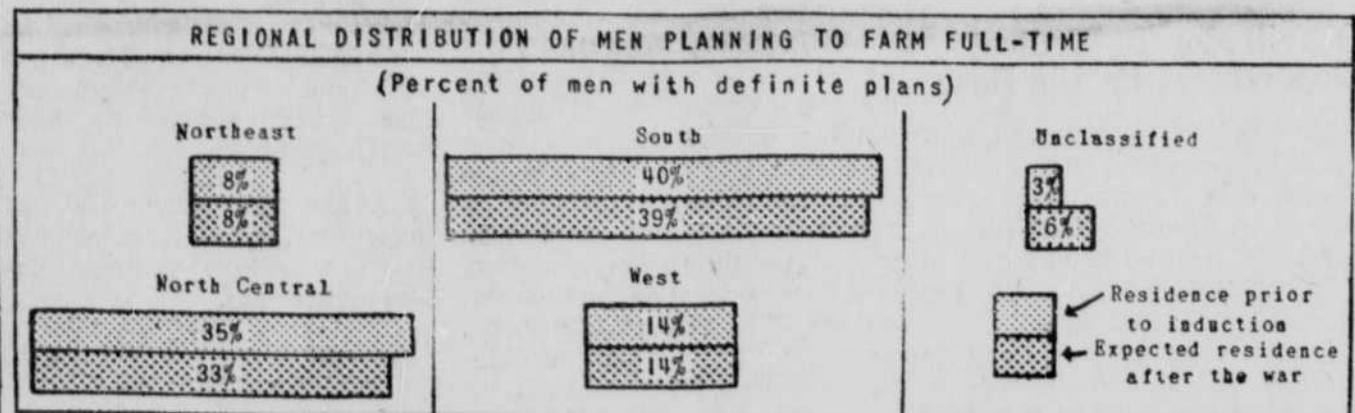 REGIONAL DISTRIBUTION OF MEN PLANNING TO FARM FULL-TIME
(Percent of men with definite plans)
Northeast
8%
8%
South
40%
39%
Unclassified
3%
6%
North Central
35%
33%
West
14%
14%
Residence prior
to induction
Expected residence
after the war